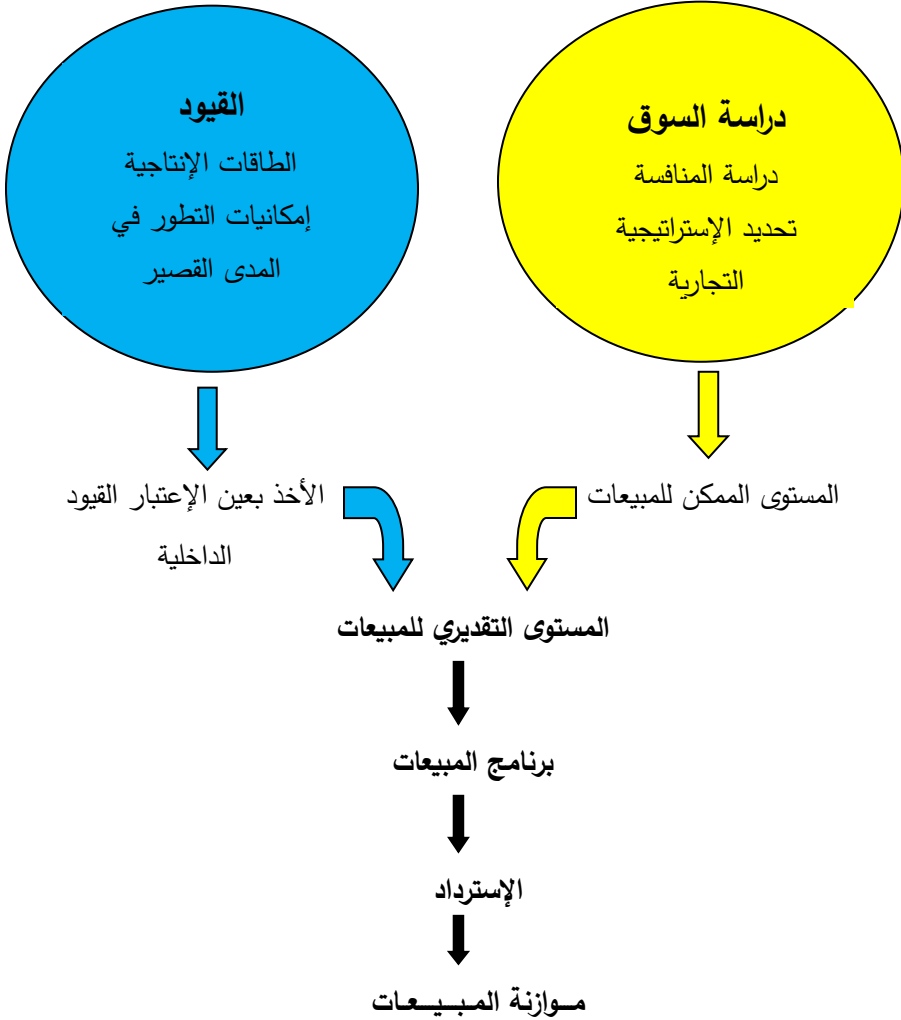 دراسة السوق
دراسة المنافسة
تحديد الإستراتيجية
التجارية
القيود
الطاقات الإنتاجية
إمكانيات التطور في
المدى القصير
المستوى الممكن للمبيعات
الأخذ بعين الإعتبار القيود
الداخلية
المستوى التقديري للمبيعات
برنامج المبيعات
الإسترداد
مـوازنة المـبـيـعـات